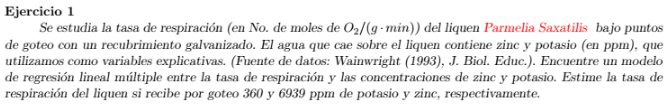 Ejercicio 1
Se estudia la tasa de respiración (en No. de moles de O₂/(g · min)) del liquen Parmelia Saxatilis bajo puntos
de goteo con un recubrimiento galvanizado. El agua que cae sobre el liquen contiene zinc y potasio (en ppm), que
utilizamos como variables explicativas. (Fuente de datos: Wainwright (1993), J. Biol. Educ.). Encuentre un modelo
de regresión lineal múltiple entre la tasa de respiración y las concentraciones de zinc y potasio. Estime la tasa de
respiración del liquen si recibe por goteo 360 y 6939 ppm de potasio y zinc, respectivamente.